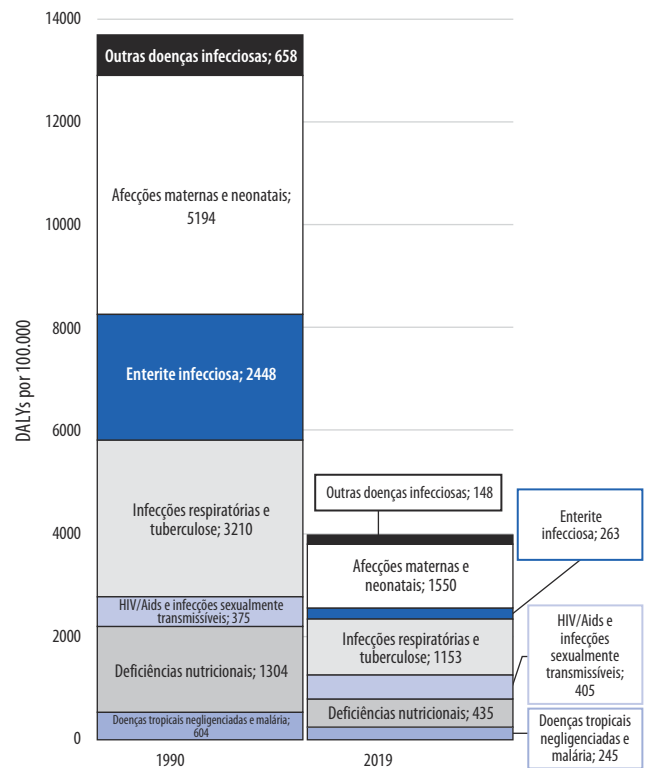 14000
12000
10000
8000
6000
4000
2000
0
DALYs por 100.000
Outras doenças infecciosas; 658
Afecções maternas e neonatais;
5194
Enterite infecciosa; 2448
Infecções respiratórias e
tuberculose; 3210
HIV/Aids e infecções sexualmente
transmissíveis; 375
Deficiências nutricionais; 1304
Doenças tropicais negligenciadas e malária;
604
1990
Outras doenças infecciosas; 148
Afecções maternas e
neonatais; 1550
Infecções respiratórias e
tuberculose; 1153
Deficiências nutricionais; 435
2019
Enterite
infecciosa; 263
HIV/Aids e
infecções
sexualmente
transmissíveis;
405
Doenças tropicais
negligenciadas e
malária; 245